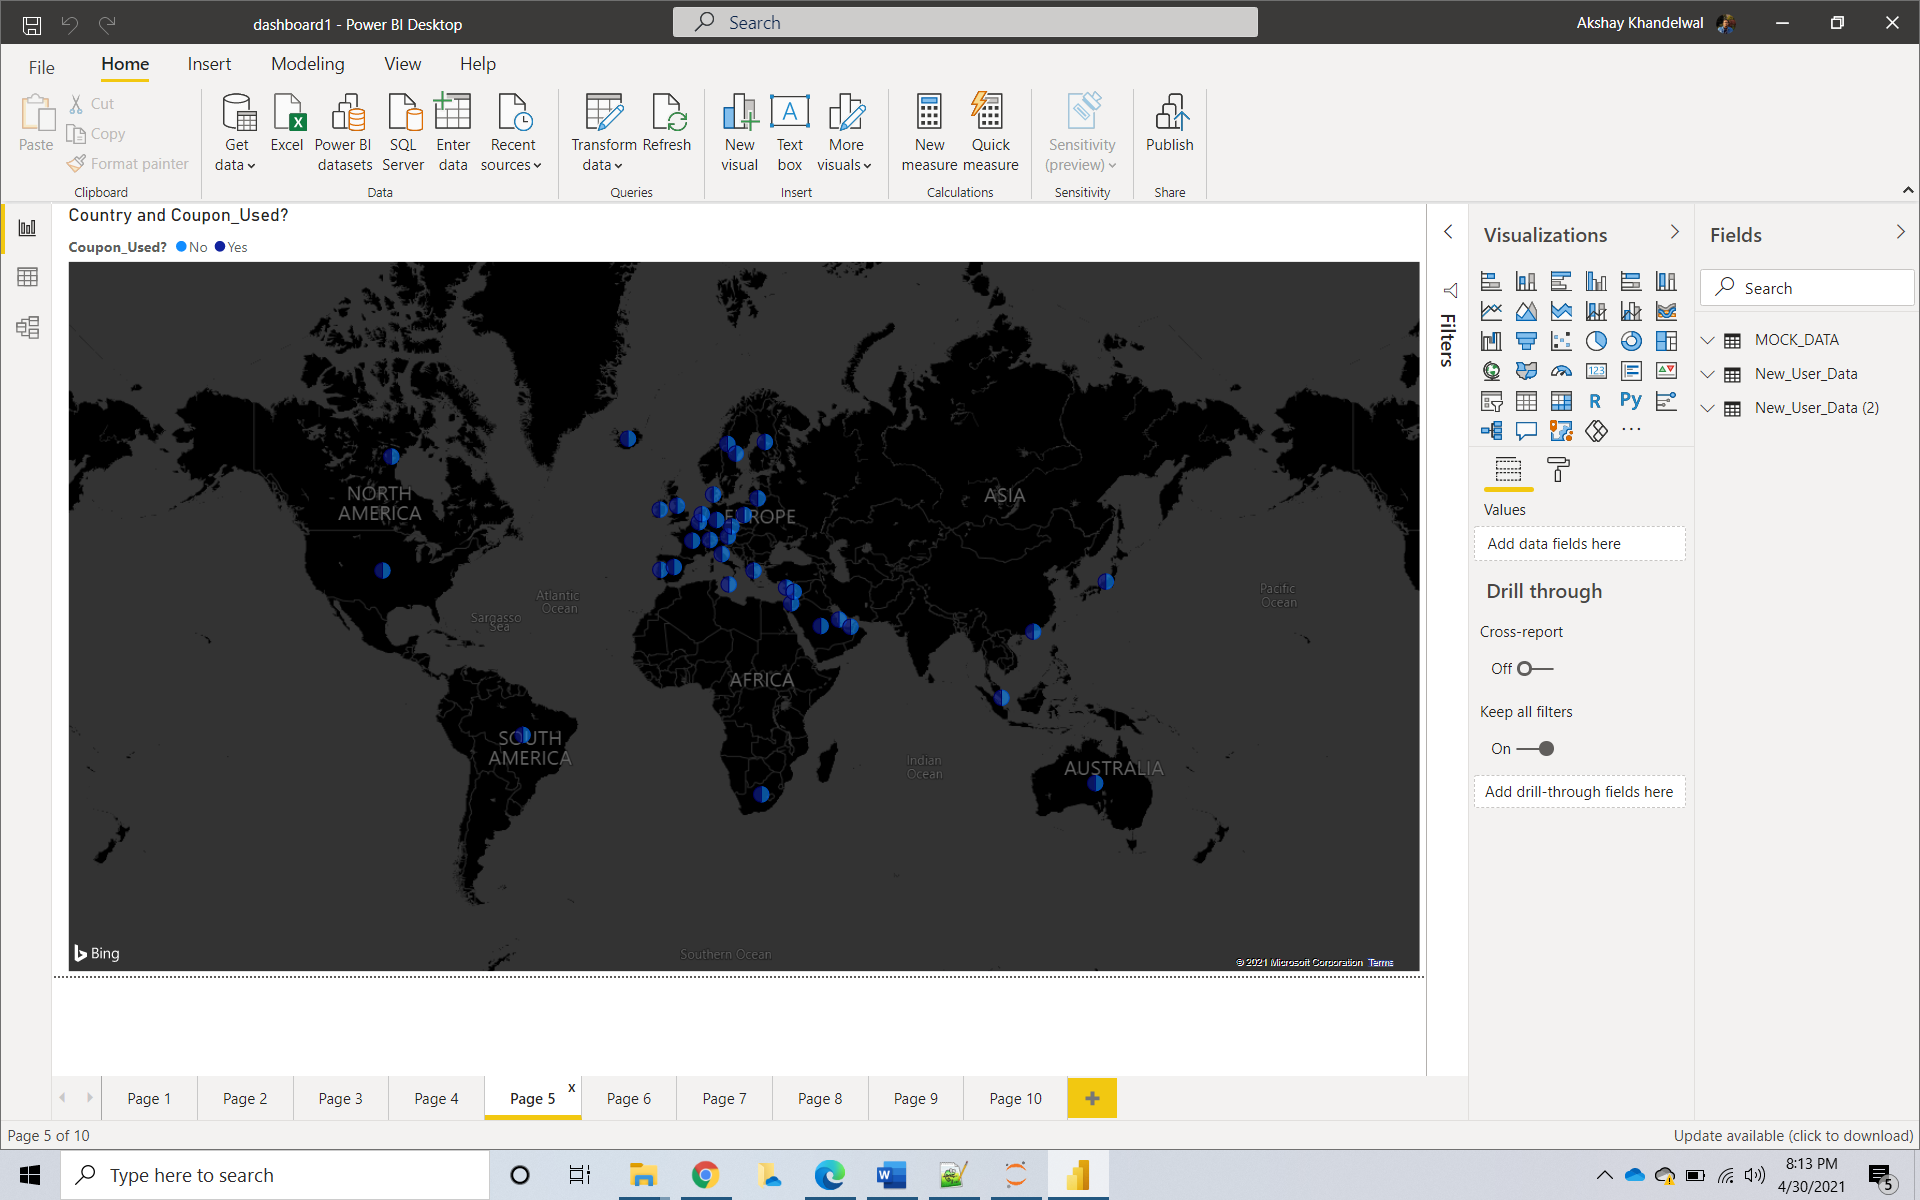 dashboard1 - Power BI Desktop
Search
Akshay Khandelwal
File
Home
Insert
Modeling
View
Help
Paste
Cut
Copy
Format painter
Clipboard
Get data
Excel
Power BI datasets
SQL Server
Enter data
Recent sources
Data
Transform data
Refresh
Queries
New visual
Text box
More visuals
Insert
New measure
Quick measure
Calculations
Sensitivity (preview)
Sensitivity
Publish
Share
Country and Coupon_Used?
Coupon_Used? No Yes
NORTH
AMERICA
EUROPE
ASIA
Atlantic
Ocean
Sargasso
Sea
Pacific
Ocean
AFRICA
SOUTH
AMERICA
Indian
Ocean
AUSTRALIA
Southern Ocean
Bing
© 2021 Microsoft Corporation Terms
Filters
Visualizations
123
R
Py
Values
Add data fields here
Drill through
Cross-report
Off
Keep all filters
On
Add drill-through fields here
Fields
Search
MOCK_DATA
New_User_Data
New_User_Data (2)
Page 1
Page 2
Page 3
Page 4
Page 5
x
Page 6
Page 7
Page 8
Page 9
Page 10
+
Page 5 of 10
Update available (click to download)
Type here to search
8:13 PM
4/30/2021
5